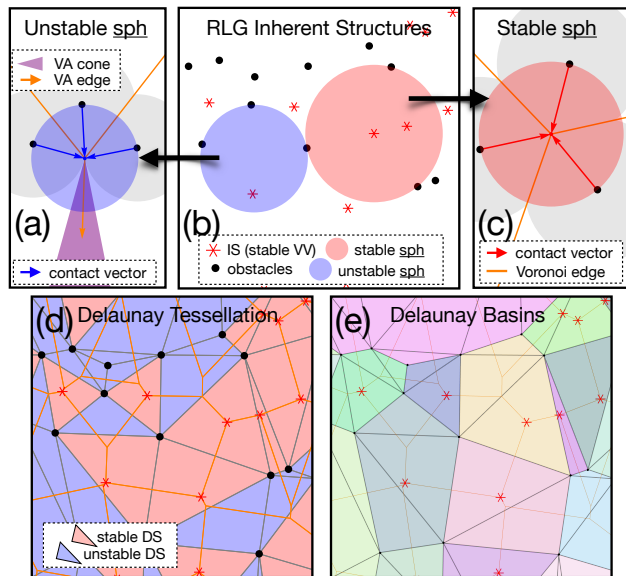 Unstable sph
VA cone
VA edge
(a)
contact vector
RLG Inherent Structures
(b)
IS (stable VV)
obstacles
stable sph
unstable sph
Stable sph
(c)
contact vector
Voronoi edge
(d)
Delaunay Tessellation
stable DS
unstable DS
(e)
Delaunay Basins